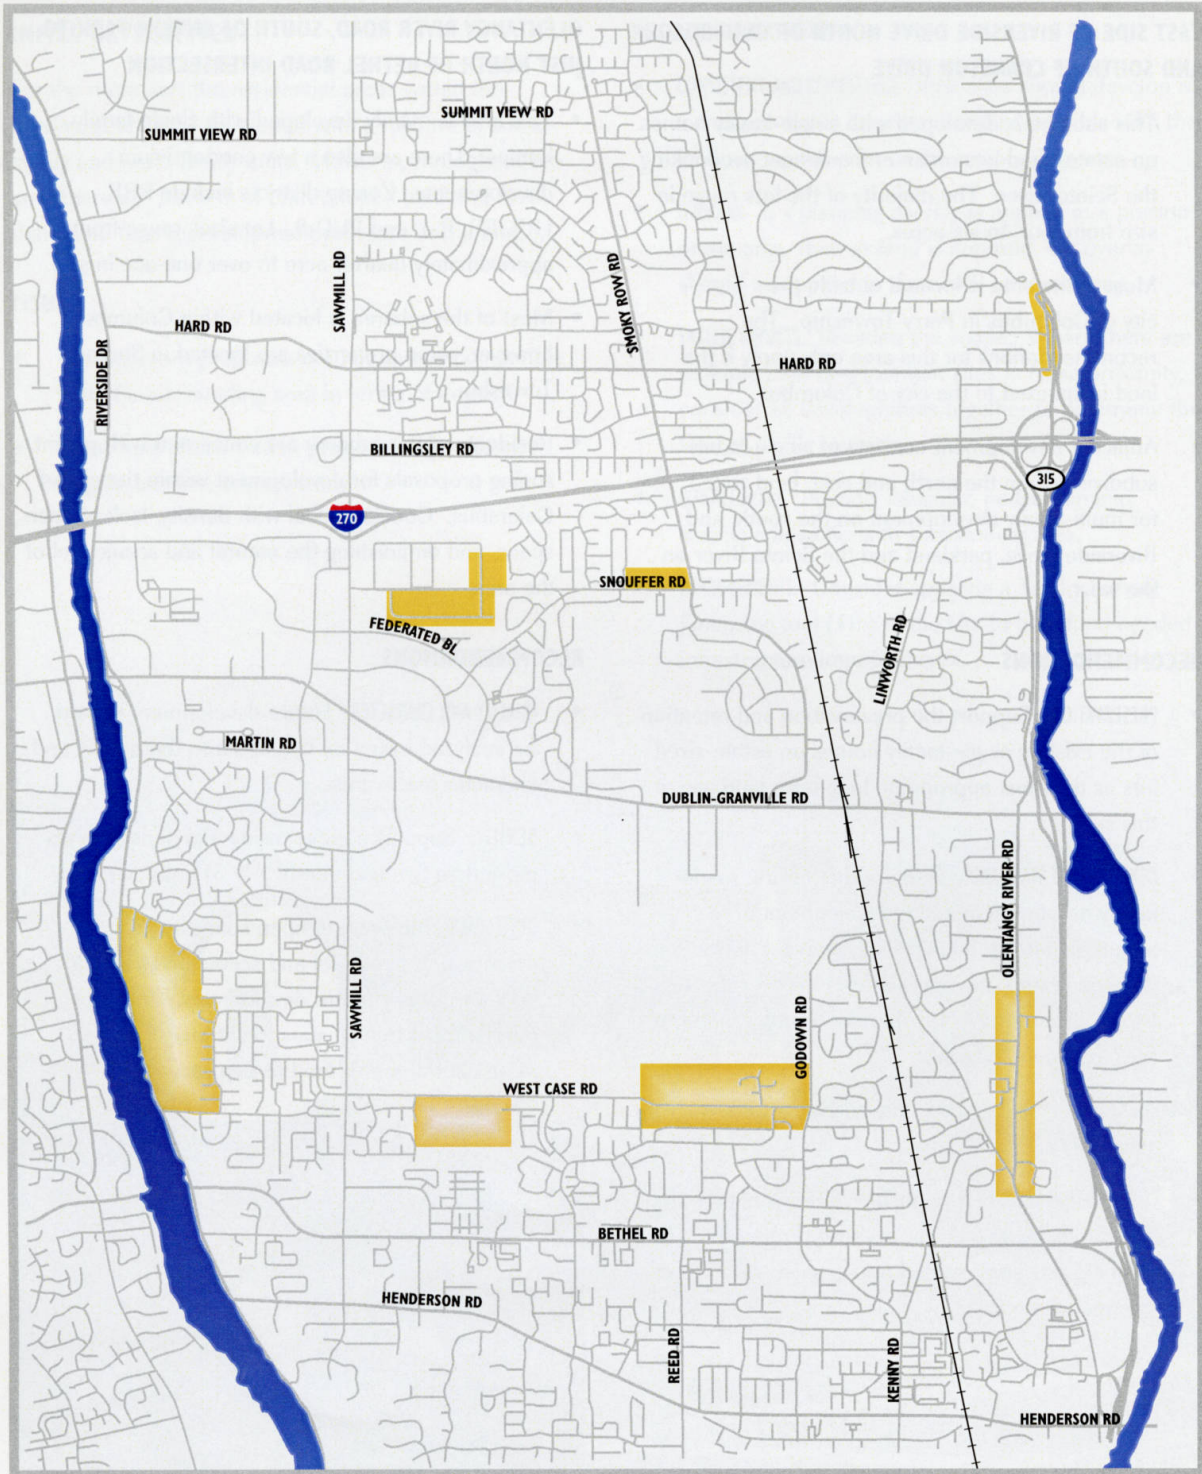 SUMMIT VIEW RD
SUMMIT VIEW RD
SAWMILL RD
SMOKY ROW RD
HARD RD
RIVERSIDE DR
HARD RD
BILLINGSLEY RD
315
270
SNOUFFER RD
FEDERATED BL
LINWORTH RD
MARTIN RD
DUBLIN-GRANVILLE RD
OLENTANGY RIVER RD
SAWMILL RD
GODOWN RD
WEST CASE RD
BETHEL RD
HENDERSON RD
REED RD
KENNY RD
HENDERSON RD